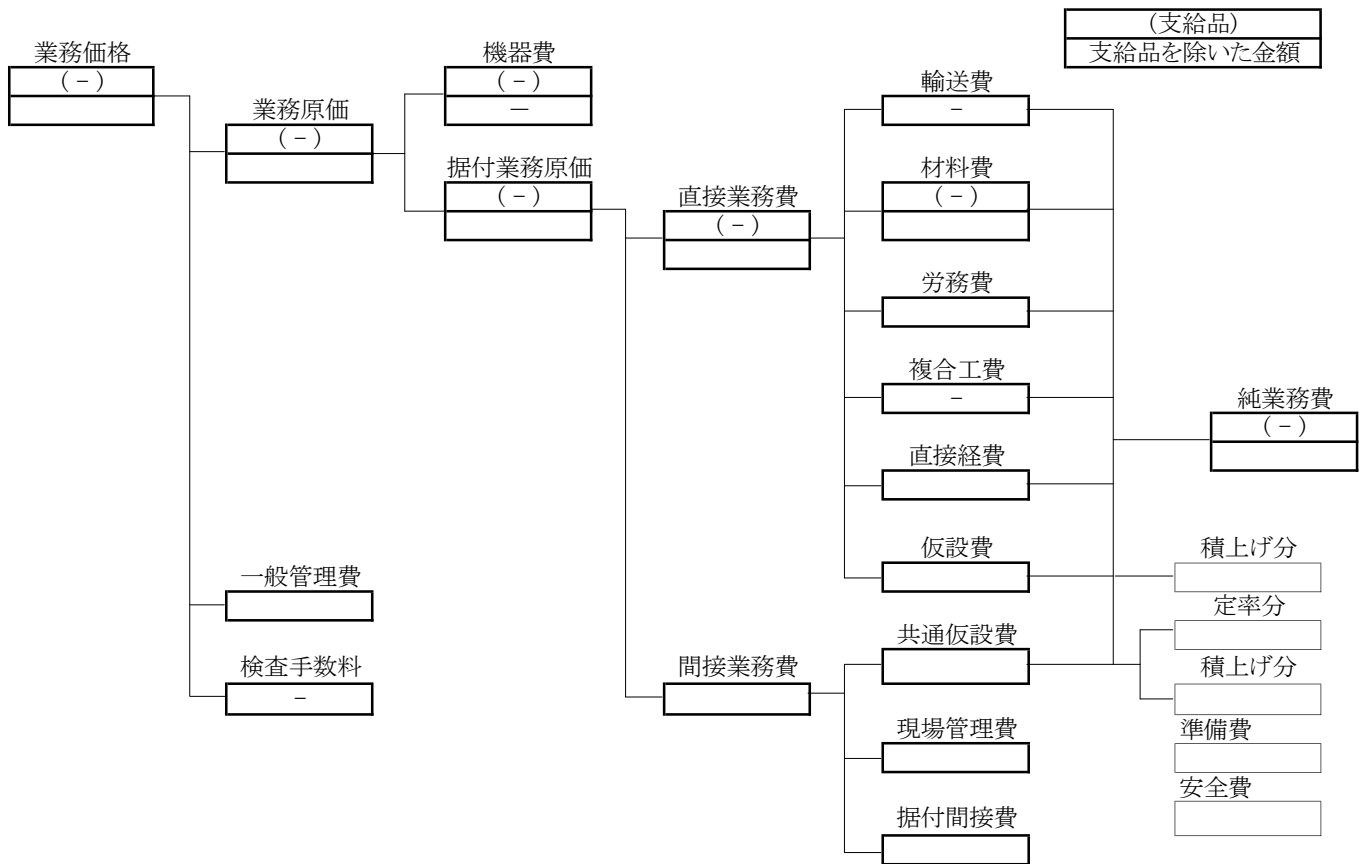 (支給品)
支給品を除いた金額
業務価格
(-)
業務原価
(-)
機器費
(-)
-
据付業務原価
(-)
直接業務費
(-)
輸送費
-
材料費
(-)
労務費
複合工費
-
直接経費
仮設費
純業務費
(-)
積上げ分
定率分
積上げ分
準備費
安全費
一般管理費
検査手数料
-
間接業務費
共通仮設費
現場管理費
据付間接費